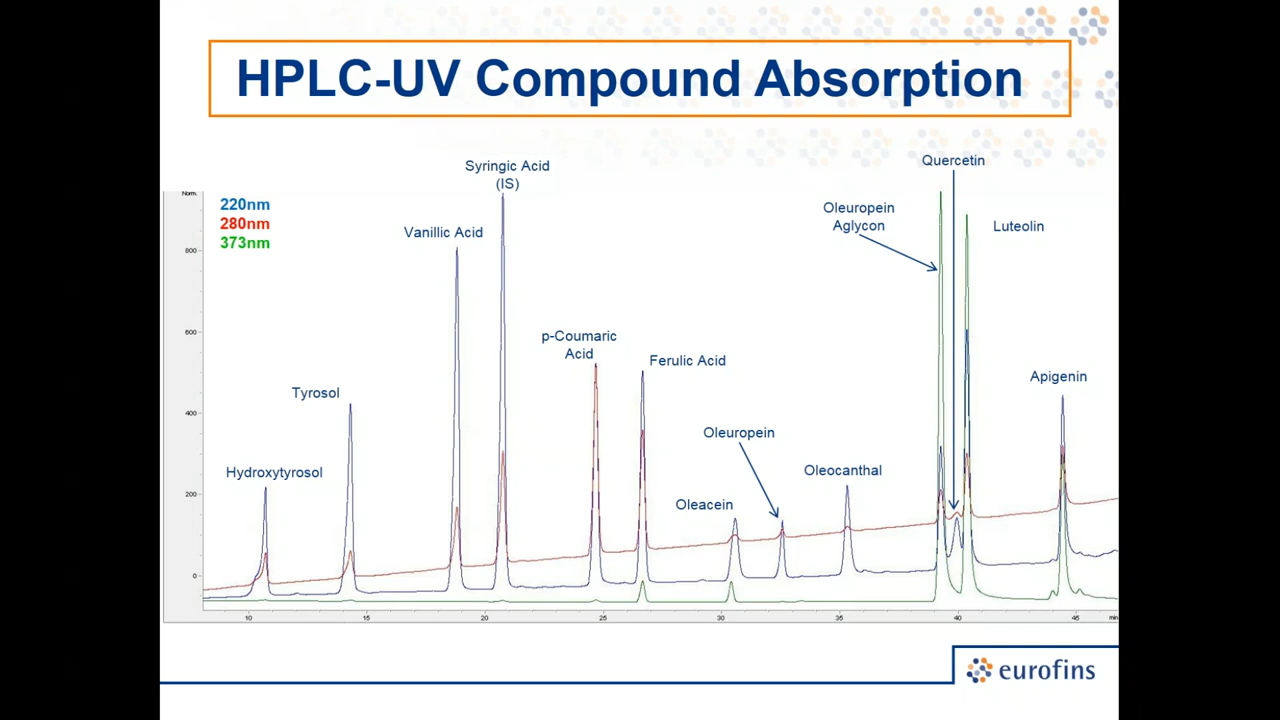 HPLC-UV Compound Absorption
Quercetin
Syringic Acid
(IS)
Norm.
220nm
280nm
373nm
Oleuropein
Aglycon
Luteolin
Vanillic Acid
800
600
p-Coumaric
Acid
Ferulic Acid
Apigenin
Tyrosol
400
Oleuropein
Hydroxytyrosol
Oleocanthal
200
Oleacein
0
10
15
20
25
30
35
40
45
min
eurofins